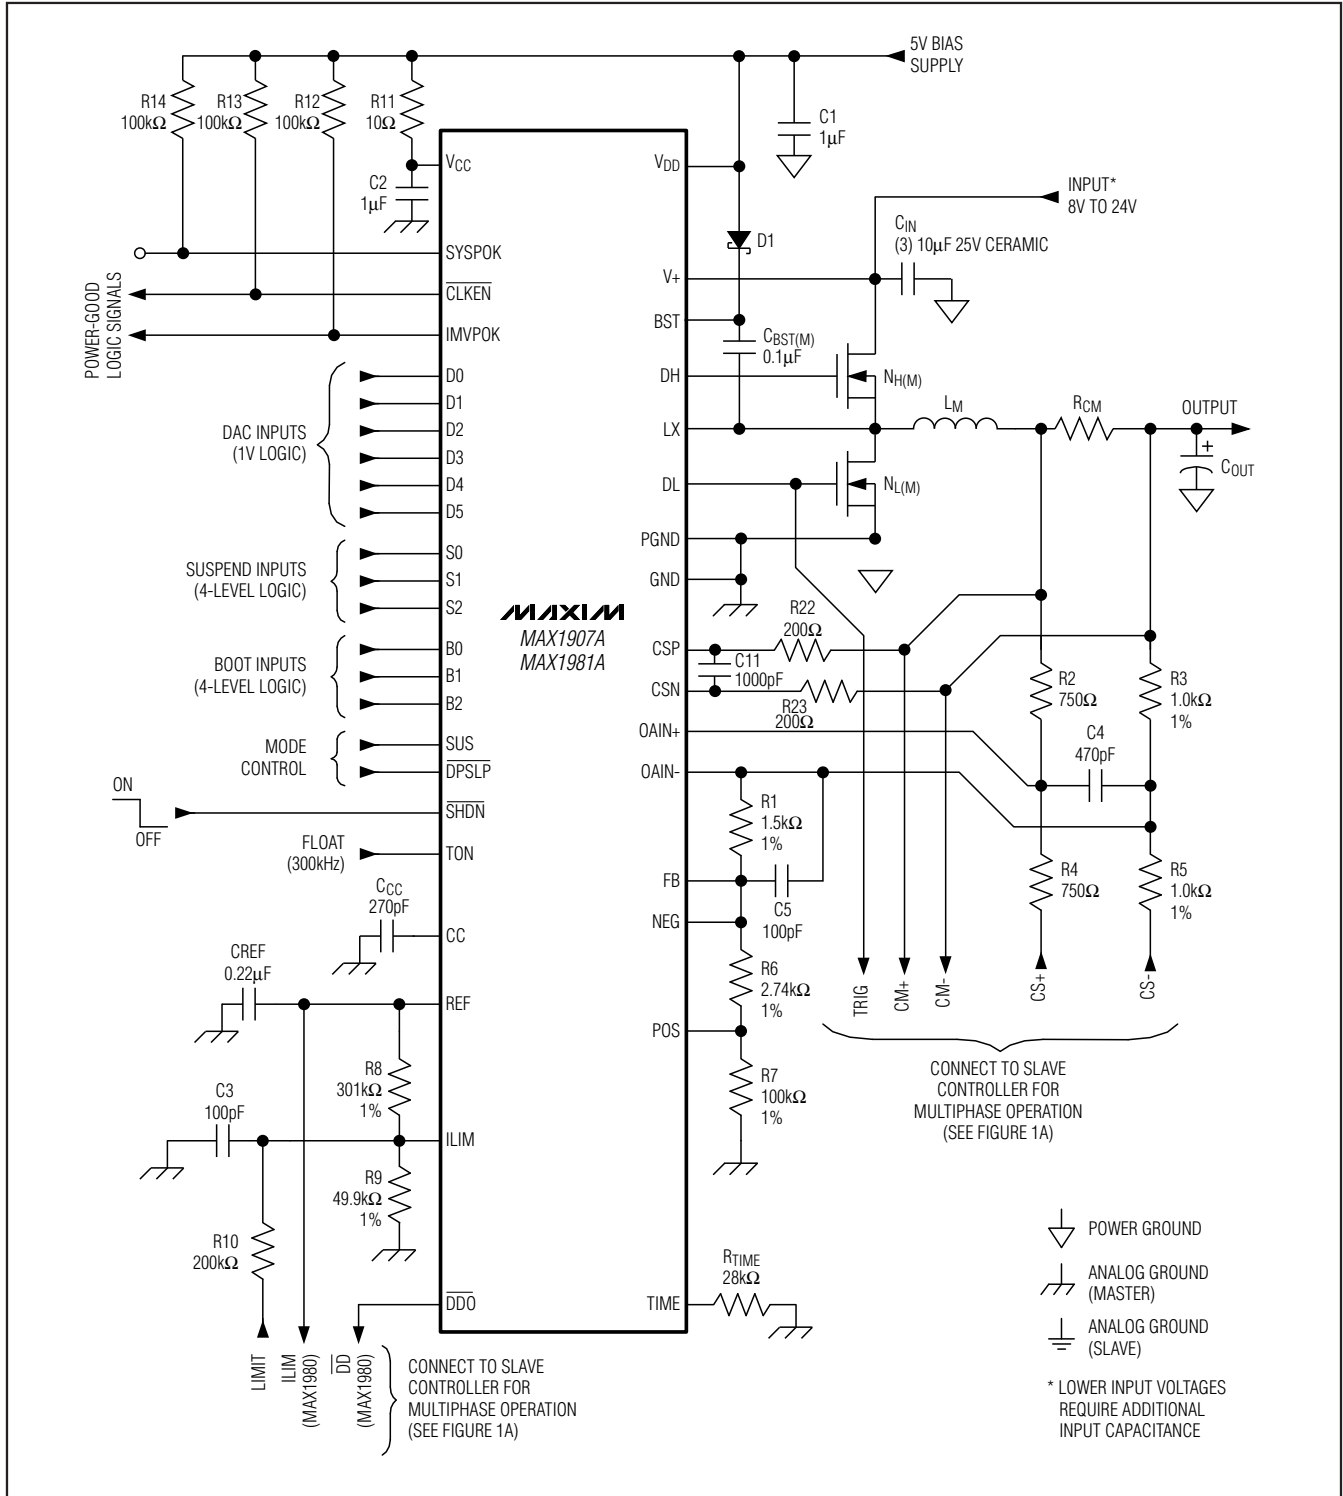 5V BIAS
SUPPLY
R14
100kΩ
R13
100kΩ
R12
100kΩ
R11
10Ω
C1
1µF
VCC
VDD
C2
1µF
INPUT*
8V TO 24V
CIN
(3) 10µF 25V CERAMIC
D1
SYSPOK
V+
POWER-GOOD
LOGIC SIGNALS
CLKEN
BST
IMVPOK
CBST(M)
0.1µF
DAC INPUTS
(1V LOGIC)
D0
D1
D2
D3
D4
D5
DH
NH(M)
LX
LM
RCM
OUTPUT
+
COUT
DL
NL(M)
PGND
GND
SUSPEND INPUTS
(4-LEVEL LOGIC)
S0
S1
S2
MAXIM
MAX1907A
MAX1981A
BOOT INPUTS
(4-LEVEL LOGIC)
B0
B1
B2
R22
200Ω
CSP
C11
1000pF
CSN
R23
200Ω
R2
750Ω
R3
1.0kΩ
1%
OAIN+
C4
470pF
MODE
CONTROL
SUS
DPSLP
OAIN-
ON
OFF
SHDN
R1
1.5kΩ
1%
FLOAT
(300kHz)
TON
FB
C5
100pF
R4
750Ω
R5
1.0kΩ
1%
CCC
270pF
CC
NEG
CREF
0.22µF
REF
R6
2.74kΩ
1%
TRIG
CM+
CM-
CS+
CS-
POS
R8
301kΩ
1%
R7
100kΩ
1%
CONNECT TO SLAVE
CONTROLLER FOR
MULTIPHASE OPERATION
(SEE FIGURE 1A)
C3
100pF
ILIM
R9
49.9kΩ
1%
R10
200kΩ
DDO
TIME
RTIME
28kΩ
POWER GROUND
ANALOG GROUND
(MASTER)
ANALOG GROUND
(SLAVE)
LIMIT
ILIM
(MAX1980)
DD
(MAX1980)
CONNECT TO SLAVE
CONTROLLER FOR
MULTIPHASE OPERATION
(SEE FIGURE 1A)
* LOWER INPUT VOLTAGES
REQUIRE ADDITIONAL
INPUT CAPACITANCE